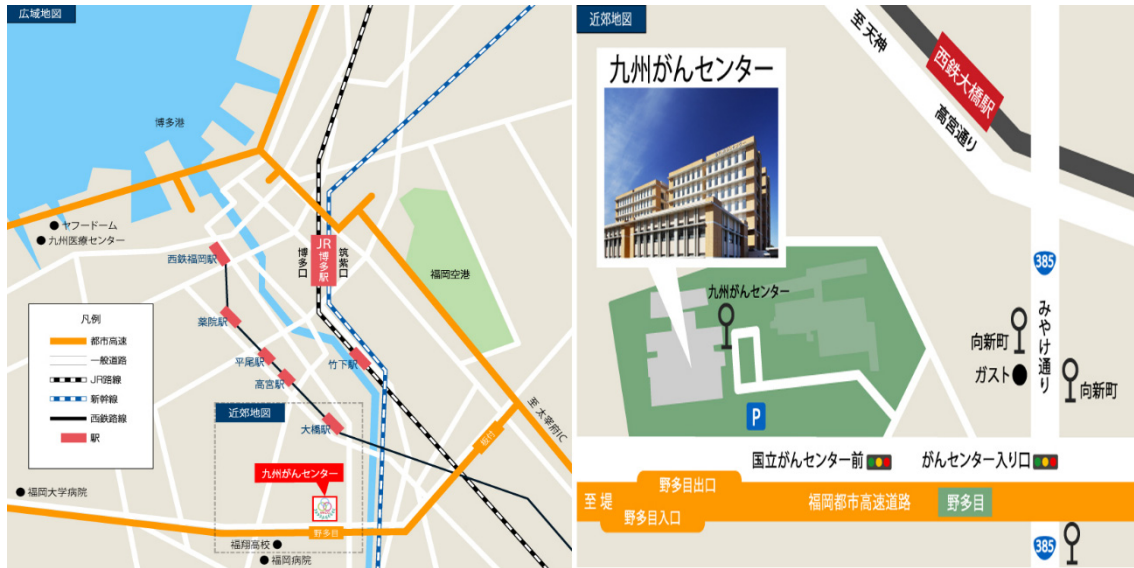 広域地図
博多港
ヤフードーム
九州医療センター
西鉄福岡駅
博多口
JR
博多駅
筑紫口
福岡空港
薬院駅
平尾駅
高宮駅
竹下駅
凡例
都市高速
一般道路
JR路線
新幹線
西鉄路線
駅
近郊地図
大橋駅
至 太宰府IC
板付
九州がんセンター
福岡大学病院
野多目
福翔高校
福岡病院
近郊地図
九州がんセンター
至 天神
西鉄大橋駅
高宮通り
385
みやけ通り
九州がんセンター
向新町
ガスト
向新町
P
国立がんセンター前
がんセンター入り口
至 堤
野多目出口
野多目入口
福岡都市高速道路
野多目
385